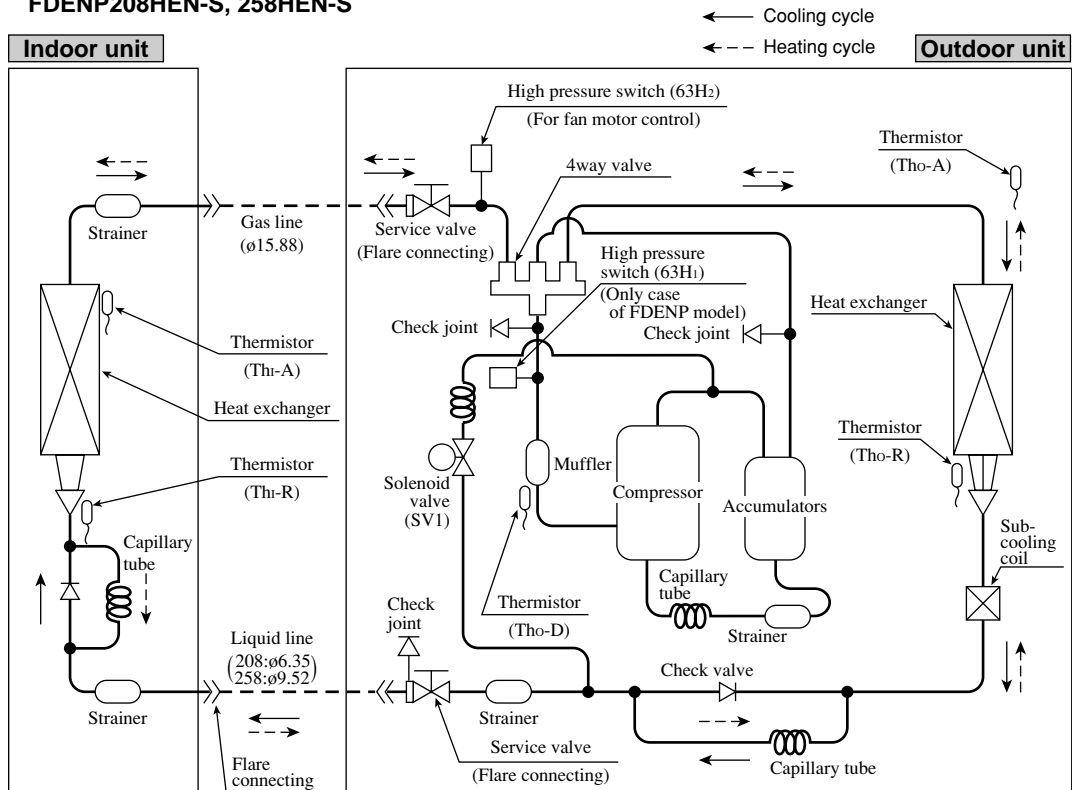 FDENP208HEN-S, 258HEN-S
Cooling cycle
Heating cycle
Indoor unit
Outdoor unit
High pressure switch (63H2)
(For fan motor control)
Thermistor
(Tho-A)
4way valve
Strainer
Gas line
(ø15.88)
Service valve
(Flare connecting)
High pressure
switch (63H1)
(Only case
of FDENP model)
Heat exchanger
Check joint
Check joint
Thermistor
(ThI-A)
Heat exchanger
Thermistor
(Tho-R)
Thermistor
(ThI-R)
Muffler
Solenoid
valve
(SV1)
Compressor
Accumulators
Sub-
cooling
coil
Capillary
tube
Capillary
tube
Check
joint
Thermistor
(Tho-D)
Strainer
Liquid line
(208:ø6.35
258:ø9.52)
Check valve
Strainer
Strainer
Service valve
(Flare connecting)
Flare
connecting
Capillary tube